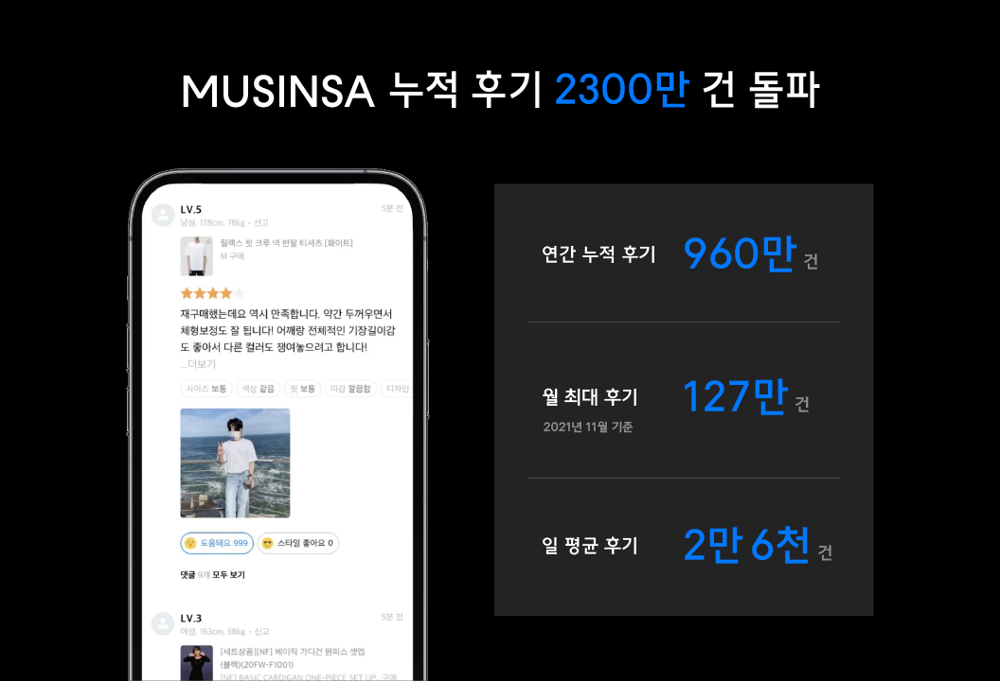 MUSINSA 누적 후기 2300만 건 돌파
LV.5
5분 전
남성, 178cm, 78kg • 신고
릴랙스 핏 크루 넥 반팔 티셔츠 [화이트]
M 구매
재구매했는데요 역시 만족합니다. 약간 두꺼우면서
체형보정도 잘 됩니다! 어깨랑 전체적인 기장길이감
도 좋아서 다른 컬러도 쟁여놓으려고 합니다!
...더보기
사이즈 보통 색상 같음 핏 보통 마감 깔끔함 디자인
도움돼요 999 스타일 좋아요 0
댓글 9개 모두 보기
LV.3
5분 전
여성, 163cm, 58kg • 신고
[세트상품][NF] 베이직 가디건 원피스 셋업
(블랙)(20FW-F1001)
[NF] BASIC CARDIGAN ONE-PIECE SET UP...구매
연간 누적 후기 960만 건
월 최대 후기 127만 건
2021년 11월 기준
일 평균 후기 2만 6천 건